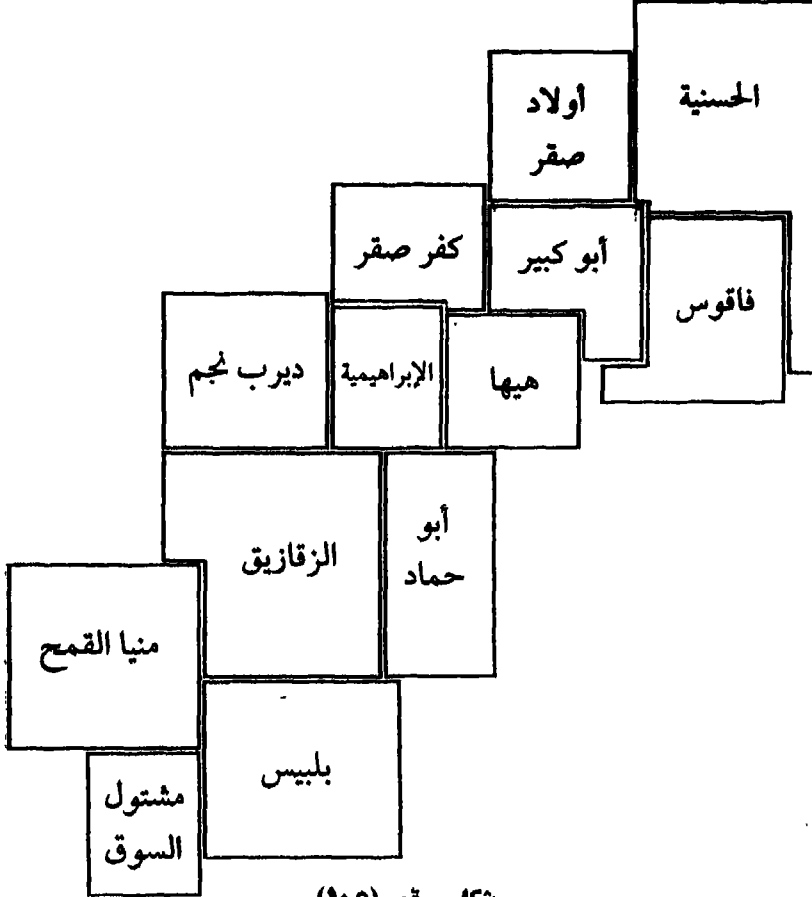 الحسنية
أولاد
صقر
كفر صقر
أبو كبير
فاقوس
ديرب نجم
الإبراهيمية
هيها
أبو
حماد
الزقازيق
منيا القمح
بلبيس
مشتول
السوق